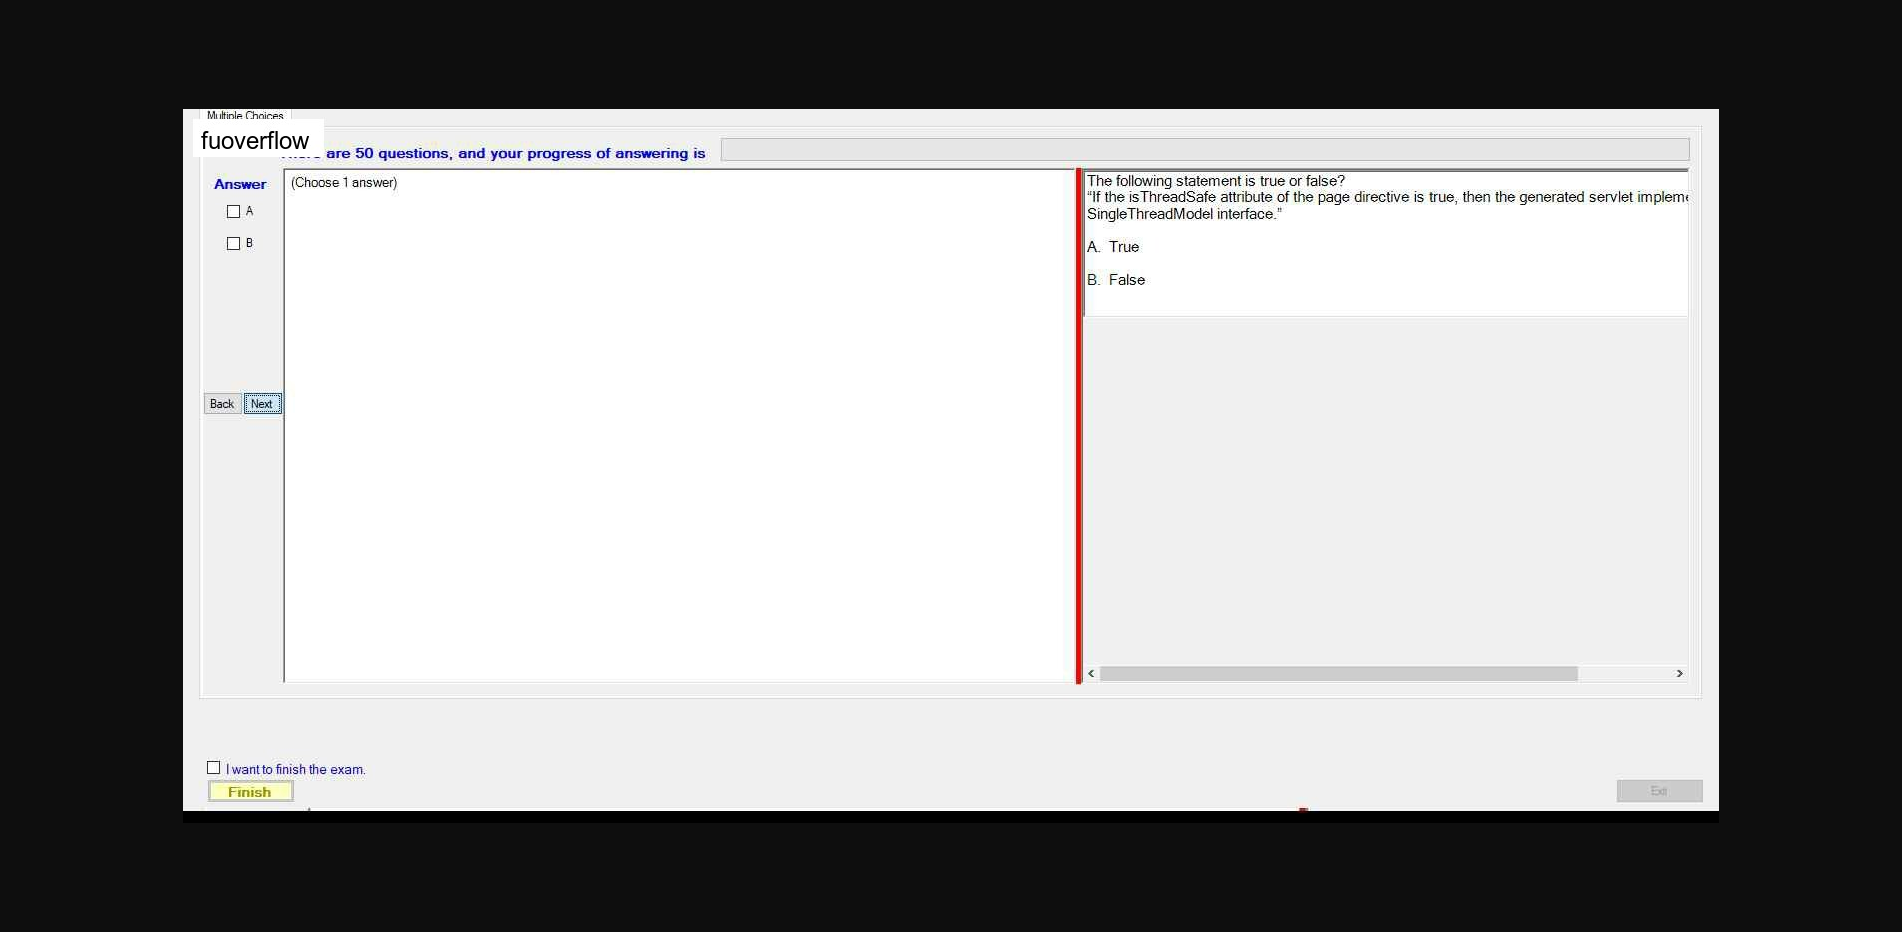 Multiple Choices
fuoverflow
are 50 questions, and your progress of answering is
Answer
(Choose 1 answer)
A
B
Back Next
The following statement is true or false?
“If the isThreadSafe attribute of the page directive is true, then the generated servlet impleme
SingleThreadModel interface.”
A. True
B. False
I want to finish the exam.
Finish
Exit